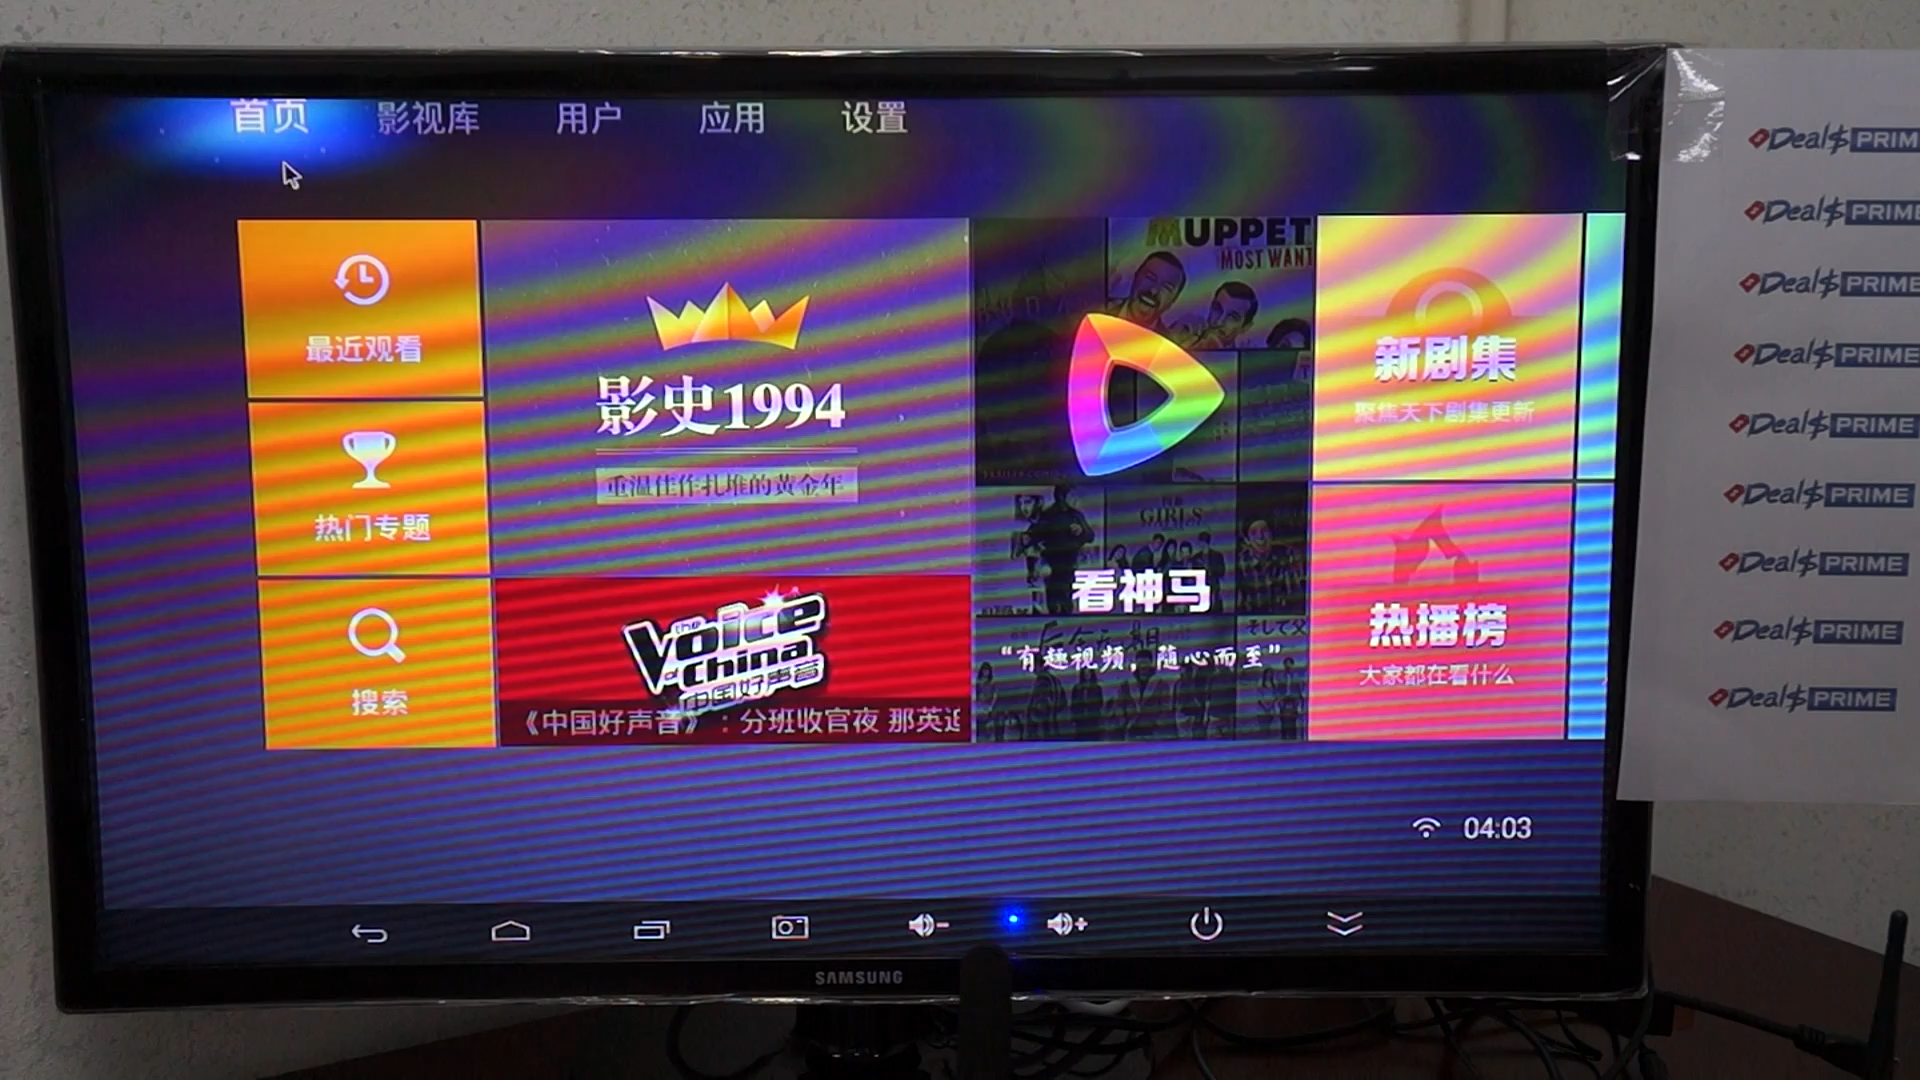 首页 影视库 用户 应用 设置
最近观看
热门专题
搜索
影史1994
重温佳作扎堆的黄金年
the Voice of China
中国好声音
《中国好声音》：分班收官夜 那英
MUPPET
MOST WANT
GIRLS
看神马
“有趣视频，随心而至”
新剧集
聚焦天下剧集更新
热播榜
大家都在看什么
04:03
SAMSUNG
Deal$ PRIM
Deal$ PRIME
Deal$ PRIME
Deal$ PRIME
Deal$ PRIME
Deal$ PRIME
Deal$ PRIME
Deal$ PRIME
Deal$ PRIME